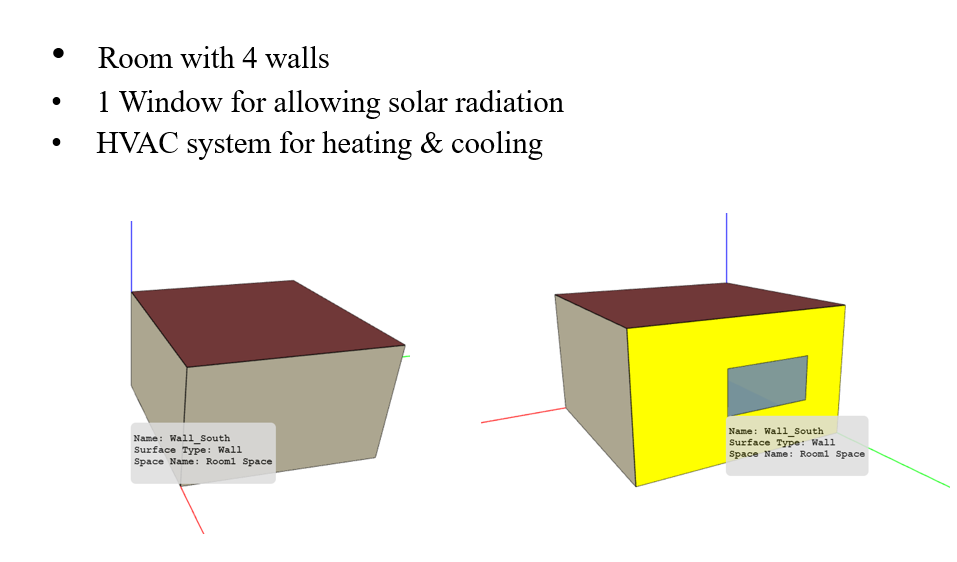 • Room with 4 walls
• 1 Window for allowing solar radiation
• HVAC system for heating & cooling
Name: Wall_South
Surface Type: Wall
Space Name: Room1 Space
Name: Wall_South
Surface Type: Wall
Space Name: Room1 Space